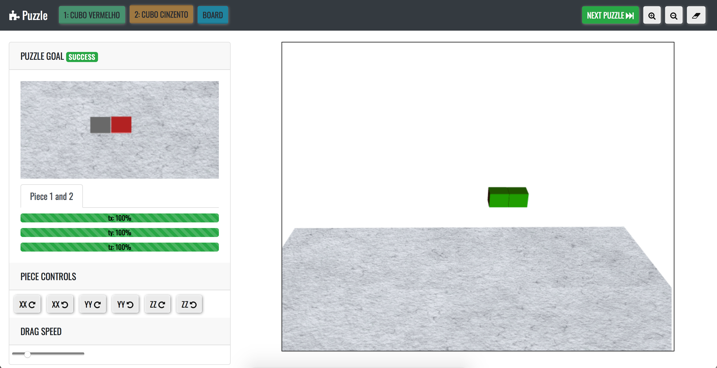 Puzzle
1: CUBO VERMELHO
2: CUBO CINZENTO
BOARD
NEXT PUZZLE
PUZZLE GOAL SUCCESS
Piece 1 and 2
tx: 100%
ty: 100%
tz: 100%
PIECE CONTROLS
XX XX YY YY ZZ ZZ
DRAG SPEED